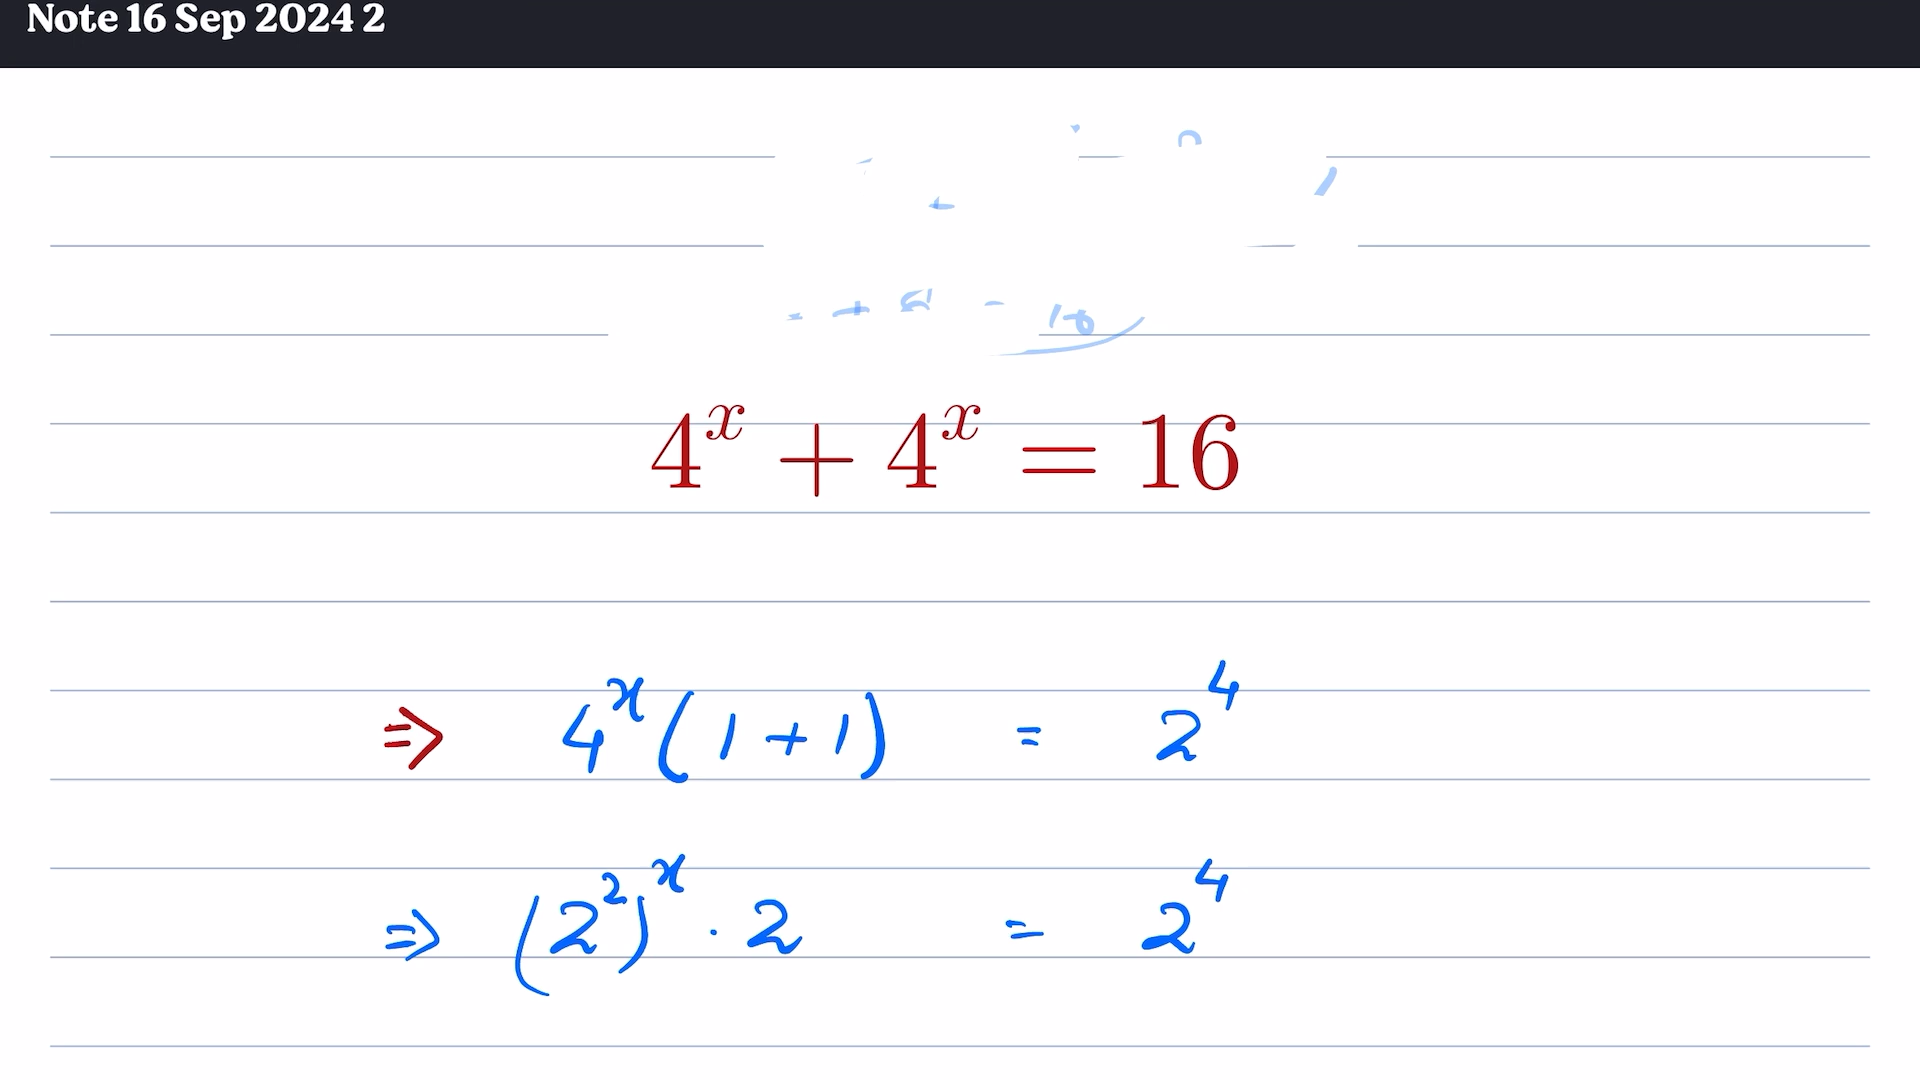 Note 16 Sep 2024 2
4^x + 4^x = 16
⇒ 4^x (1 + 1) = 2^4
⇒ (2^2)^x · 2 = 2^4